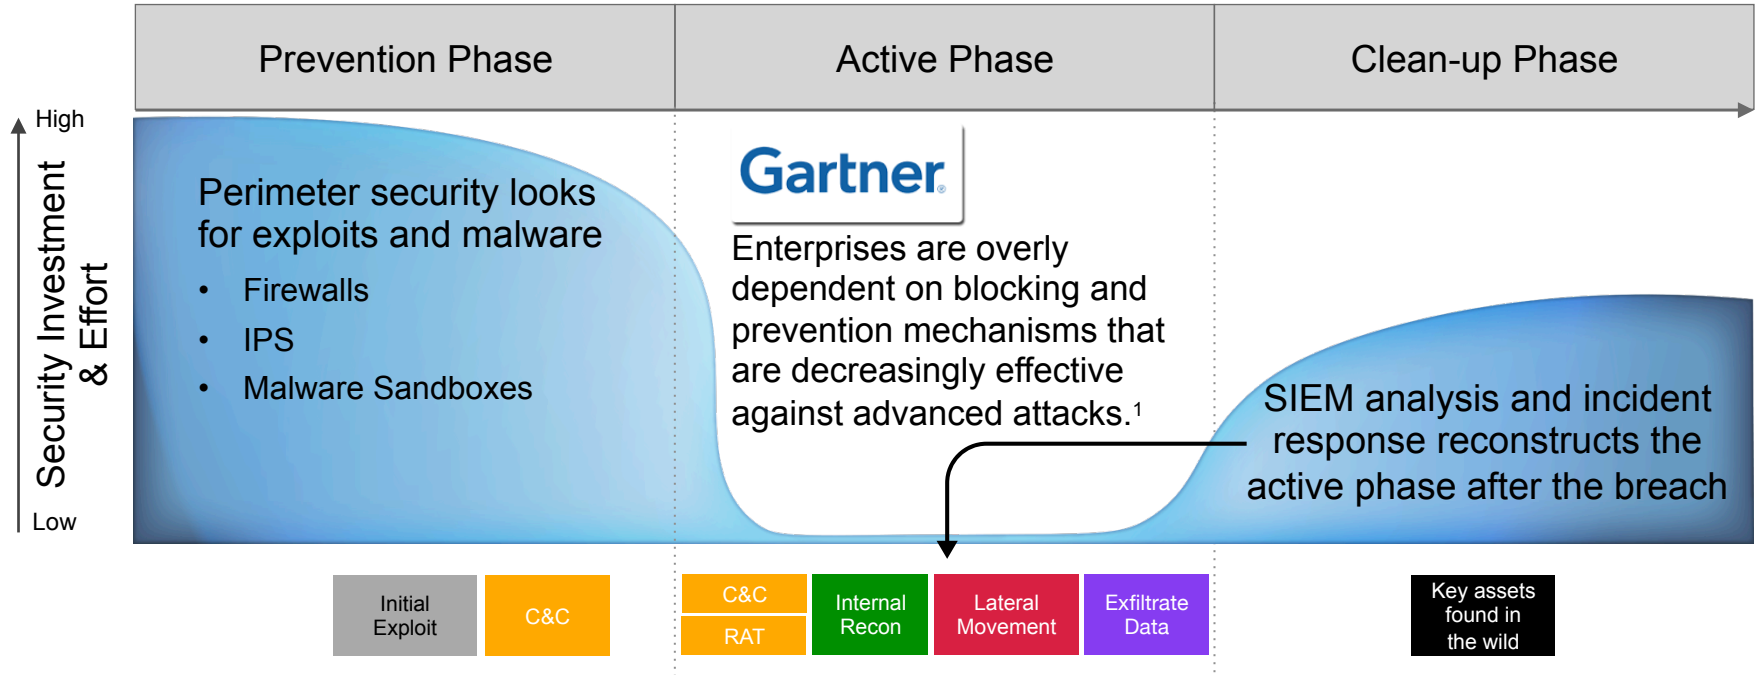 Prevention Phase
Active Phase
Clean-up Phase
High
Security Investment
& Effort
Low
Perimeter security looks
for exploits and malware
• Firewalls
• IPS
• Malware Sandboxes
Gartner®
Enterprises are overly
dependent on blocking and
prevention mechanisms that
are decreasingly effective
against advanced attacks.¹
SIEM analysis and incident
response reconstructs the
active phase after the breach
Initial
Exploit
C&C
C&C
RAT
Internal
Recon
Lateral
Movement
Exfiltrate
Data
Key assets
found in
the wild